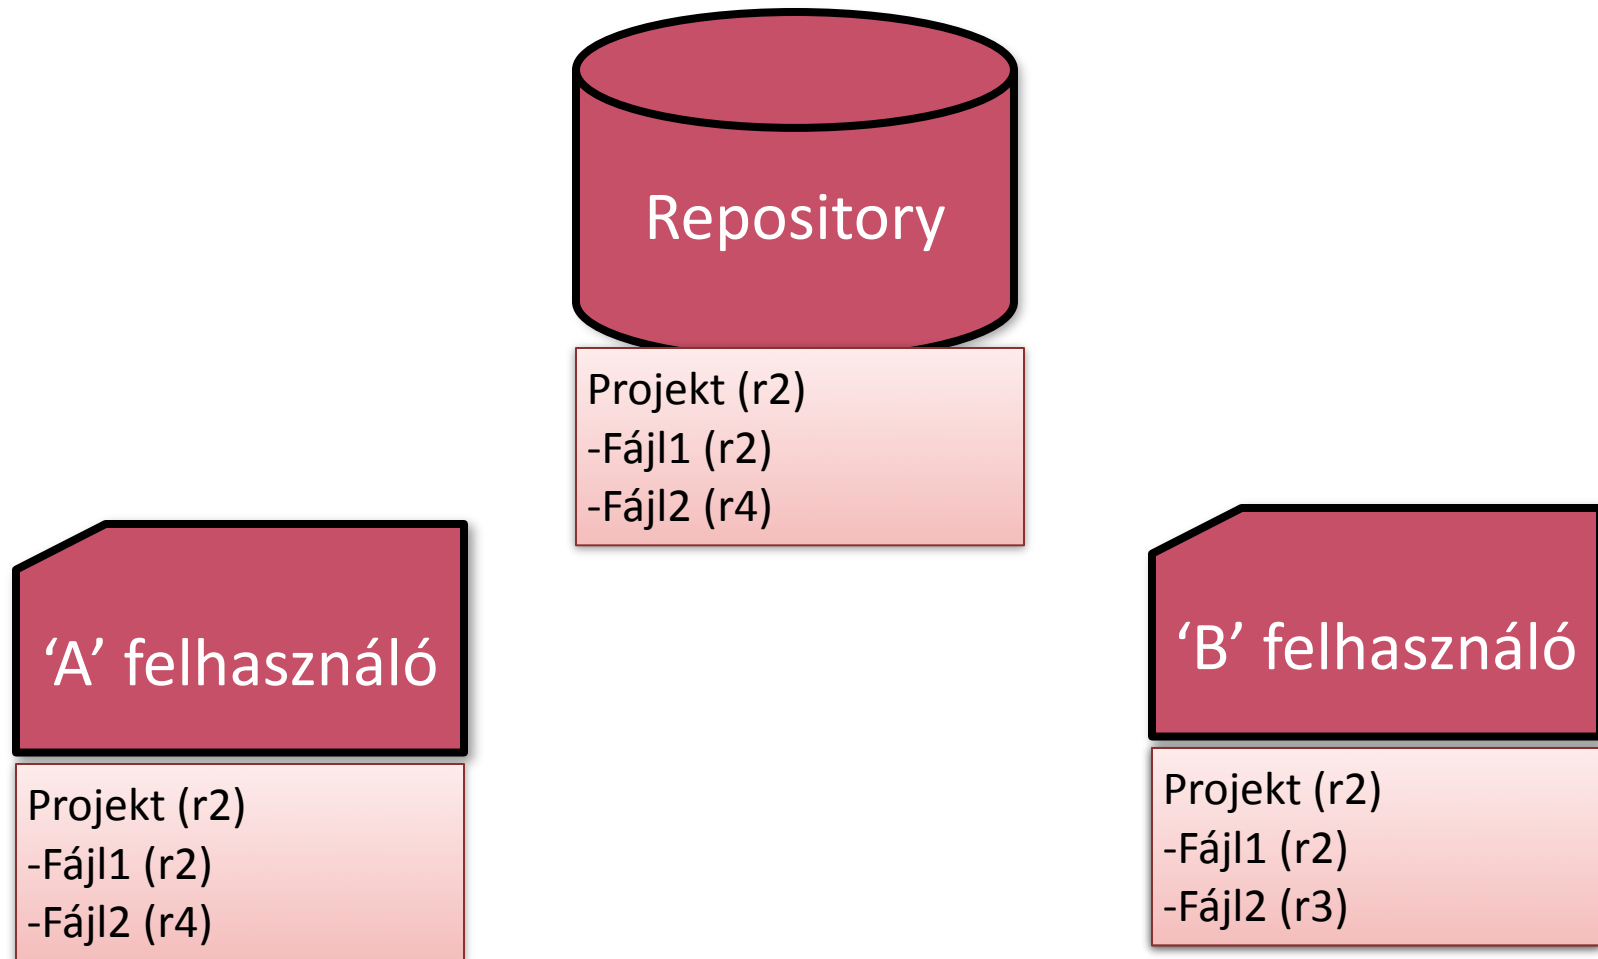 Repository
Projekt (r2)
-Fájl1 (r2)
-Fájl2 (r4)
‘A’ felhasználó
Projekt (r2)
-Fájl1 (r2)
-Fájl2 (r4)
‘B’ felhasználó
Projekt (r2)
-Fájl1 (r2)
-Fájl2 (r3)